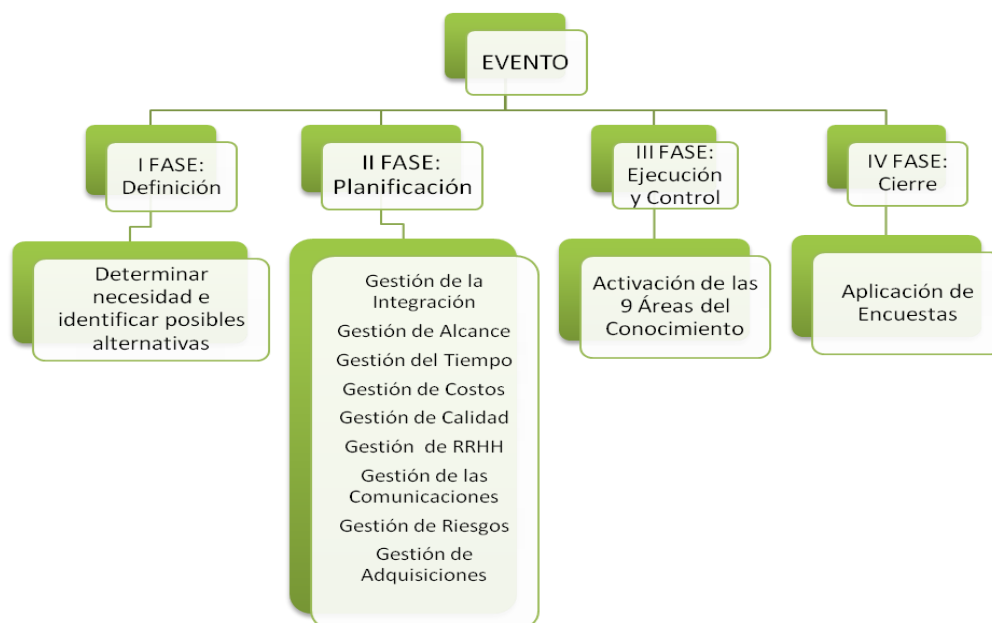 EVENTO
I FASE:
Definición
II FASE:
Planificación
III FASE:
Ejecución
y Control
IV FASE:
Cierre
Determinar
necesidad e
identificar posibles
alternativas
Gestión de la
Integración
Gestión de Alcance
Gestión del Tiempo
Gestión de Costos
Gestión de Calidad
Gestión de RRHH
Gestión de las
Comunicaciones
Gestión de Riesgos
Gestión de
Adquisiciones
Activación de las
9 Áreas del
Conocimiento
Aplicación de
Encuestas